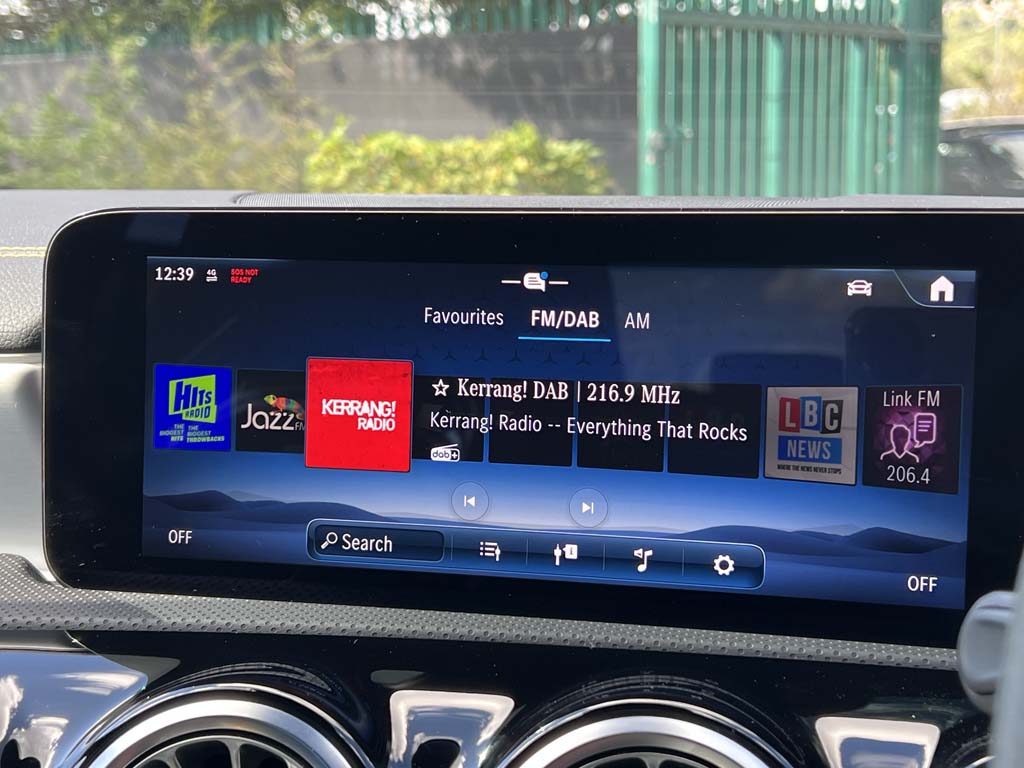 12:39
4G
SOS NOT
READY
Favourites FM/DAB AM
HITS
RADIO
THE BIGGEST HITS THE BIGGEST THROWBACKS
Jazz FM
KERRANG!
RADIO
☆ Kerrang! DAB | 216.9 MHz
Kerrang! Radio -- Everything That Rocks
dab+
LBC
NEWS
WHERE THE NEWS NEVER STOPS
Link FM
206.4
OFF
Search
OFF